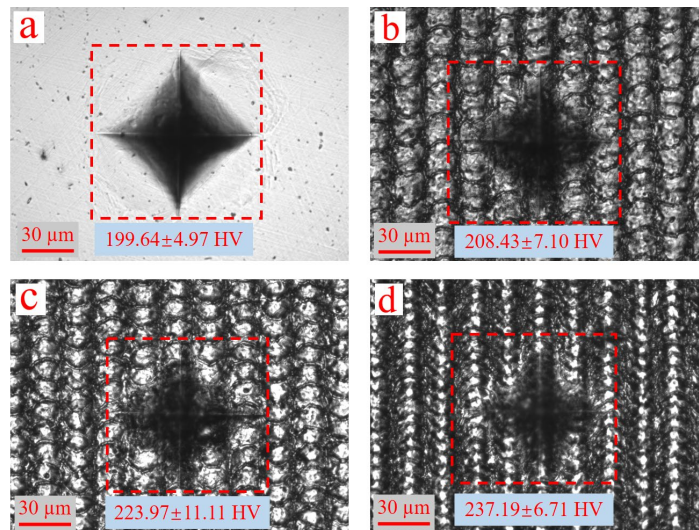 a
30 µm
199.64±4.97 HV
b
30 µm
208.43±7.10 HV
c
30 µm
223.97±11.11 HV
d
30 µm
237.19±6.71 HV